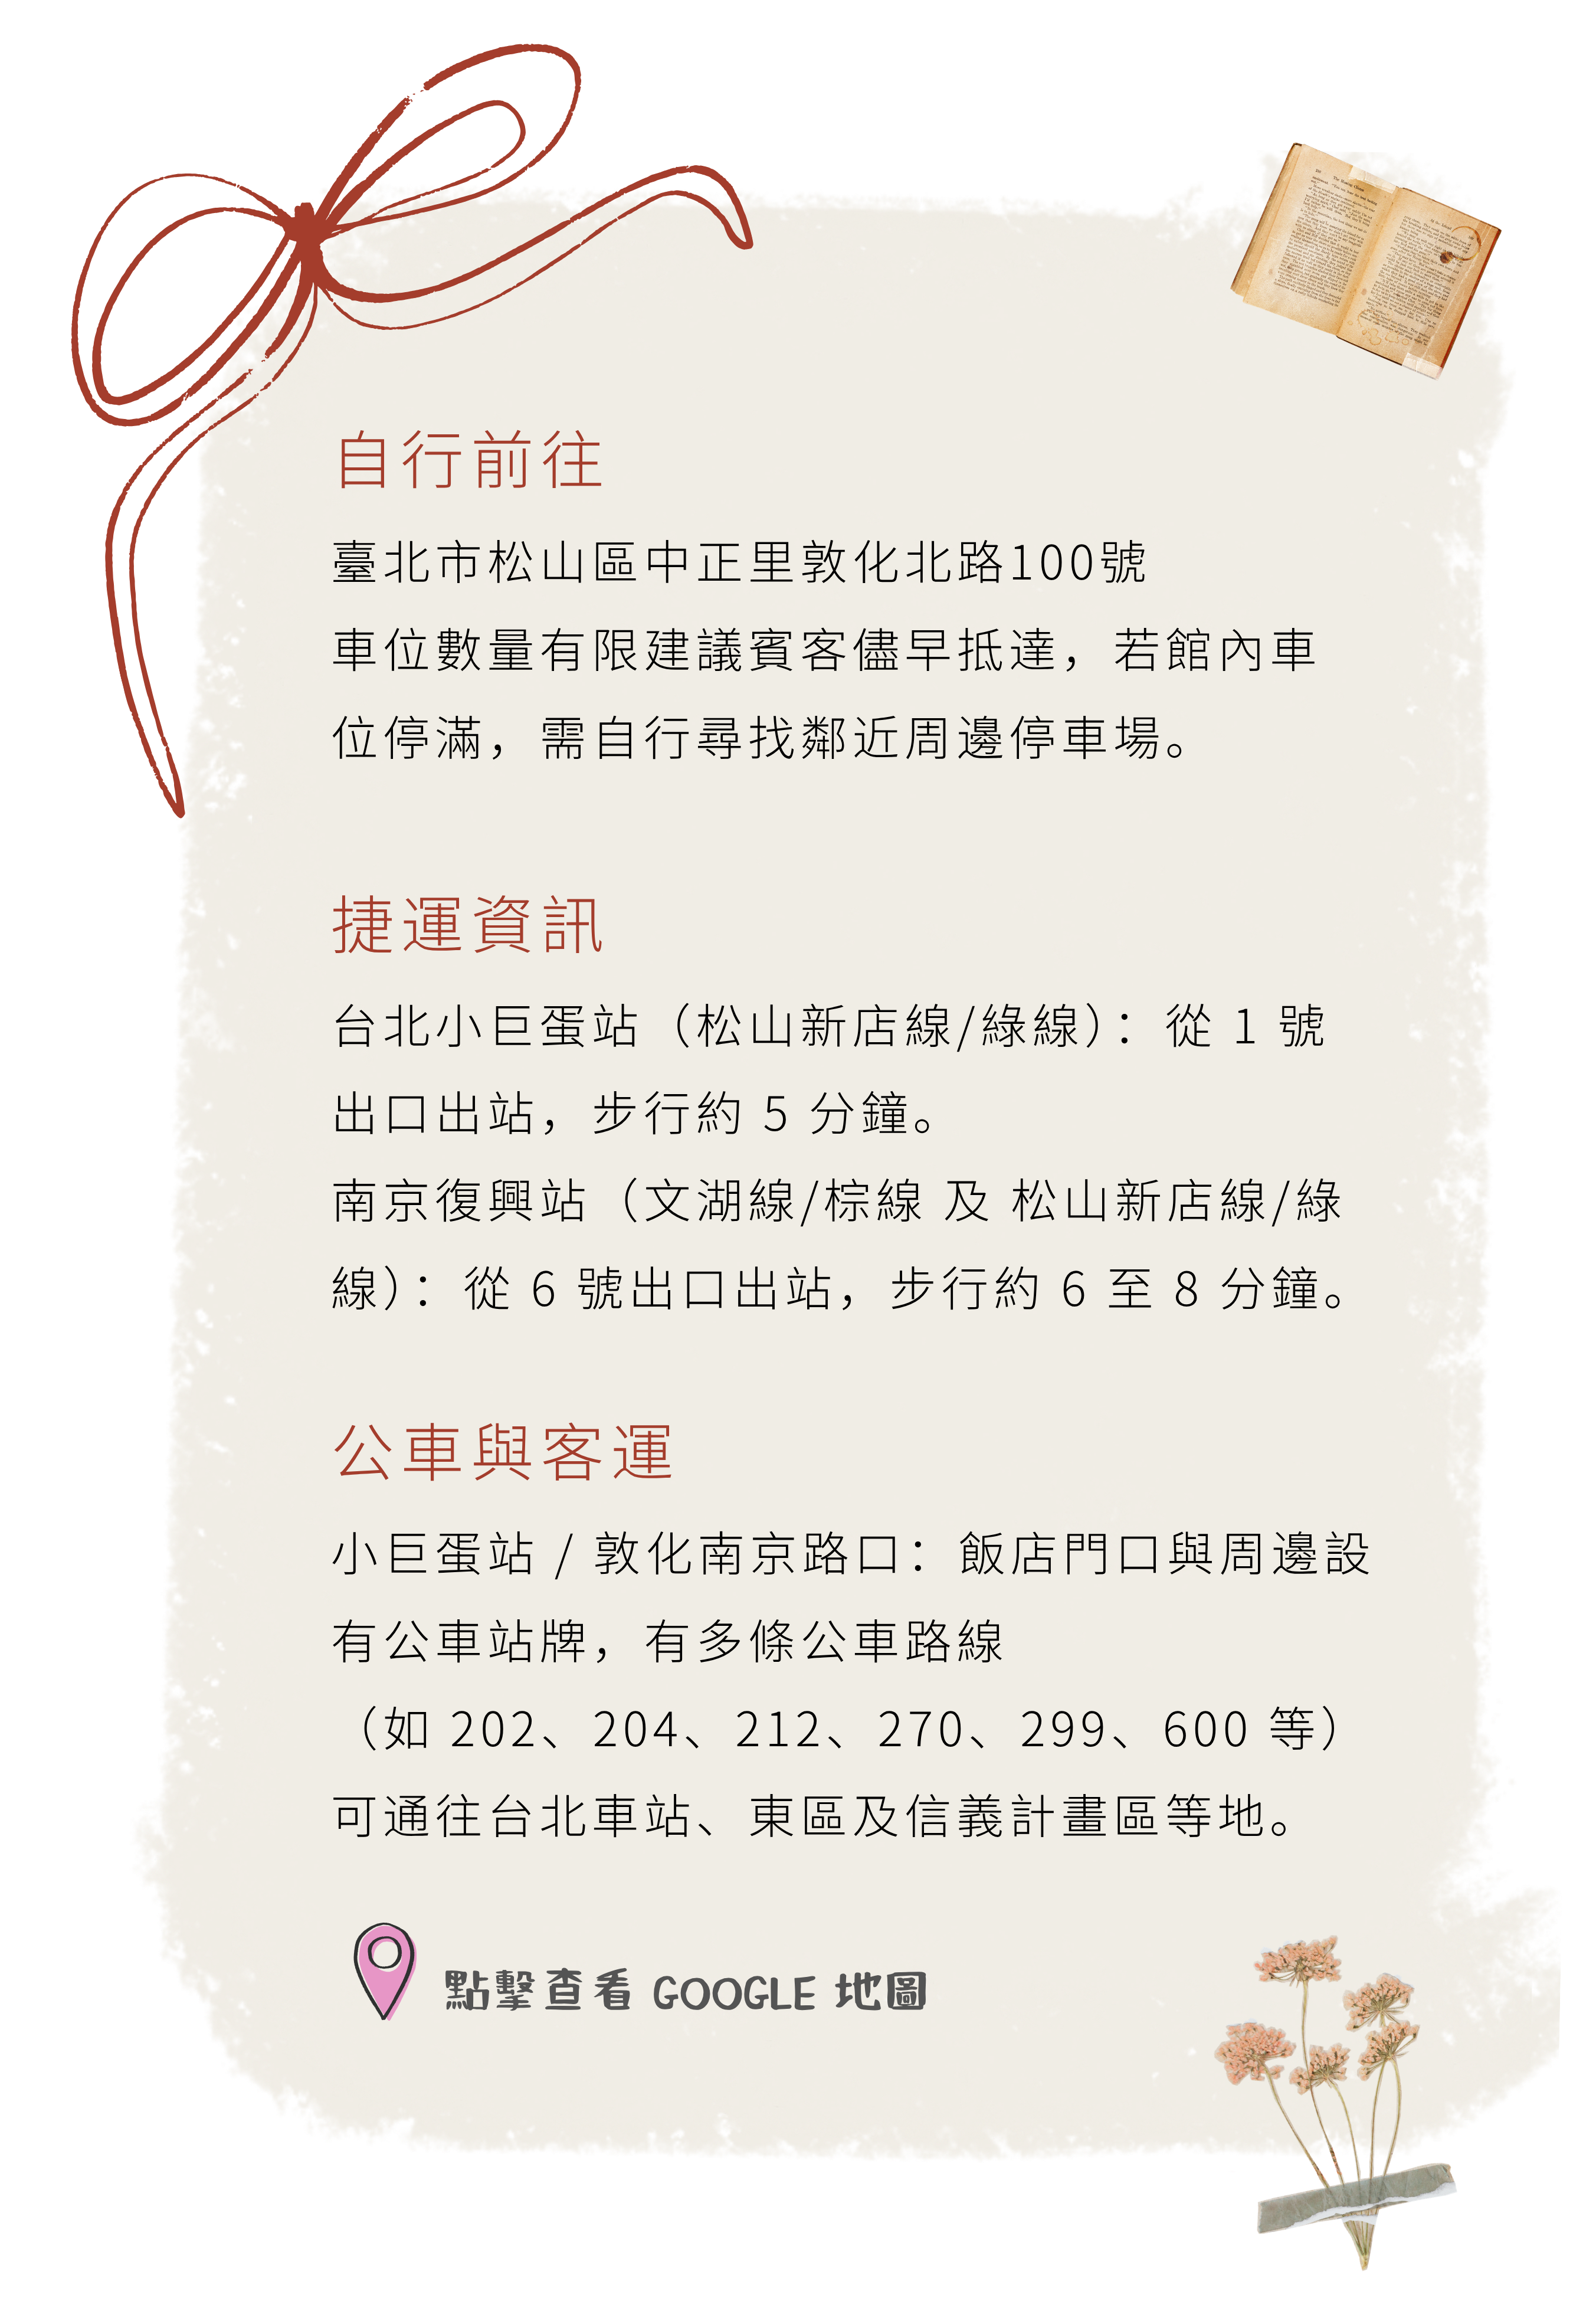 自行前往
臺北市松山區中正里敦化北路100號
車位數量有限建議賓客儘早抵達，若館內車
位停滿，需自行尋找鄰近周邊停車場。
捷運資訊
台北小巨蛋站（松山新店線/綠線）：從 1 號
出口出站，步行約 5 分鐘。
南京復興站（文湖線/棕線 及 松山新店線/綠
線）：從 6 號出口出站，步行約 6 至 8 分鐘。
公車與客運
小巨蛋站 / 敦化南京路口：飯店門口與周邊設
有公車站牌，有多條公車路線
（如 202、204、212、270、299、600 等）
可通往台北車站、東區及信義計畫區等地。
點擊查看 GOOGLE 地圖